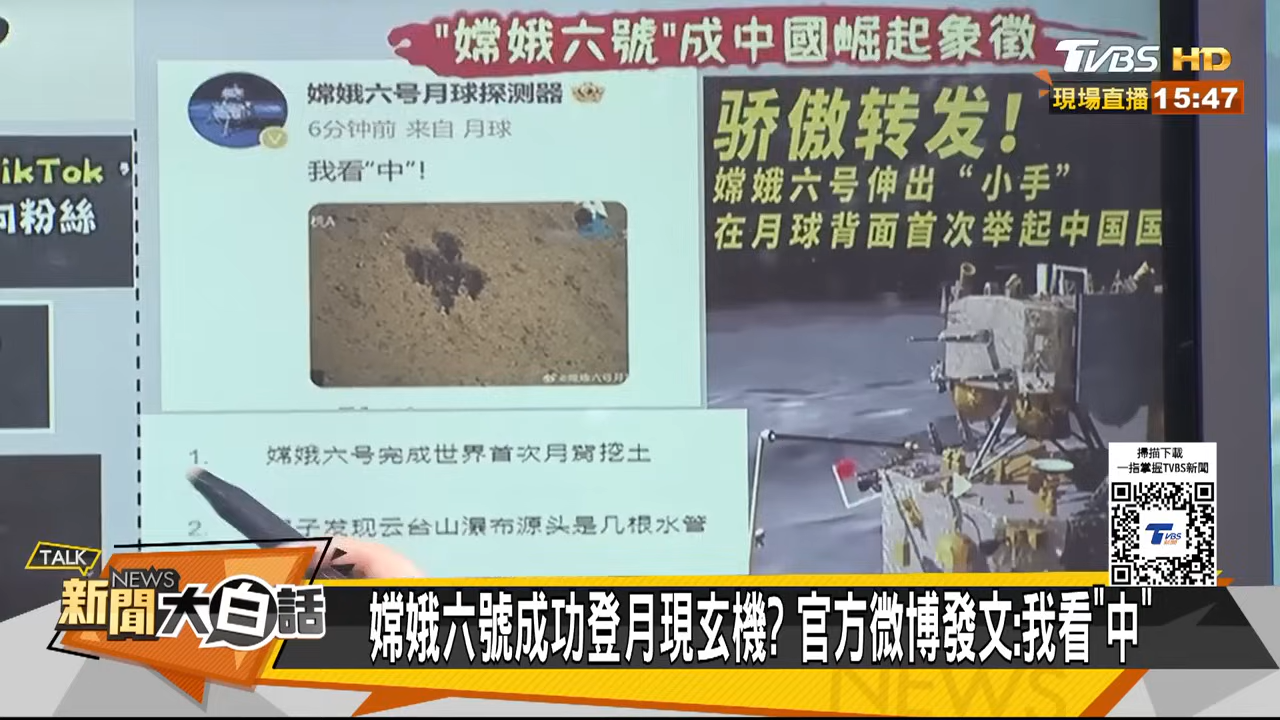 "嫦娥六號"成中國崛起象徵
TVBS HD
現場直播 15:47
嫦娥六号月球探测器
6分钟前 来自 月球
我看“中”!
骄傲转发!
嫦娥六号伸出“小手”
在月球背面首次举起中国国
ikTok
粉絲
1. 嫦娥六号完成世界首次月背挖土
2. 子发现云台山瀑布源头是几根水管
掃描下載
一指掌握TVBS新聞
TVBS
TALK
NEWS
新聞大白話
嫦娥六號成功登月現玄機? 官方微博發文:我看"中"
NEWS